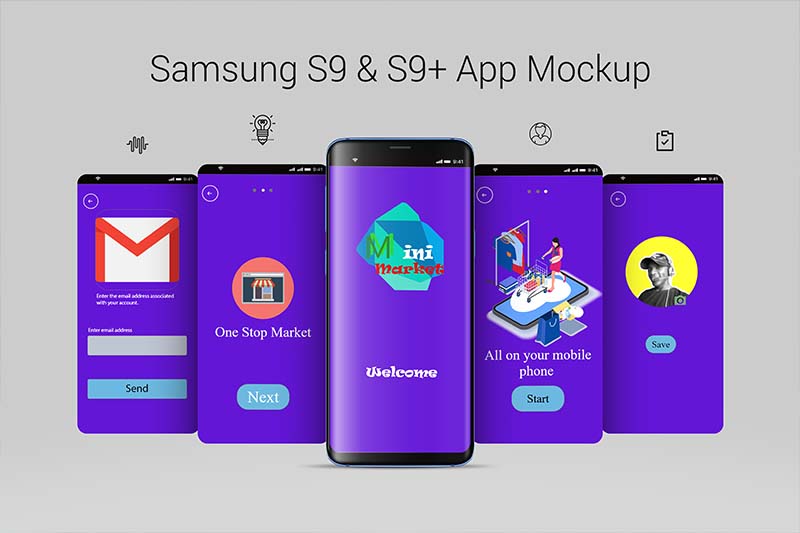 Samsung S9 & S9+ App Mockup
9:41
Enter the email address associated
with your account.
Enter email address
Send
9:41
One Stop Market
Next
9:41
Mini
Market
Welcome
9:41
All on your mobile
phone
Start
9:41
Save